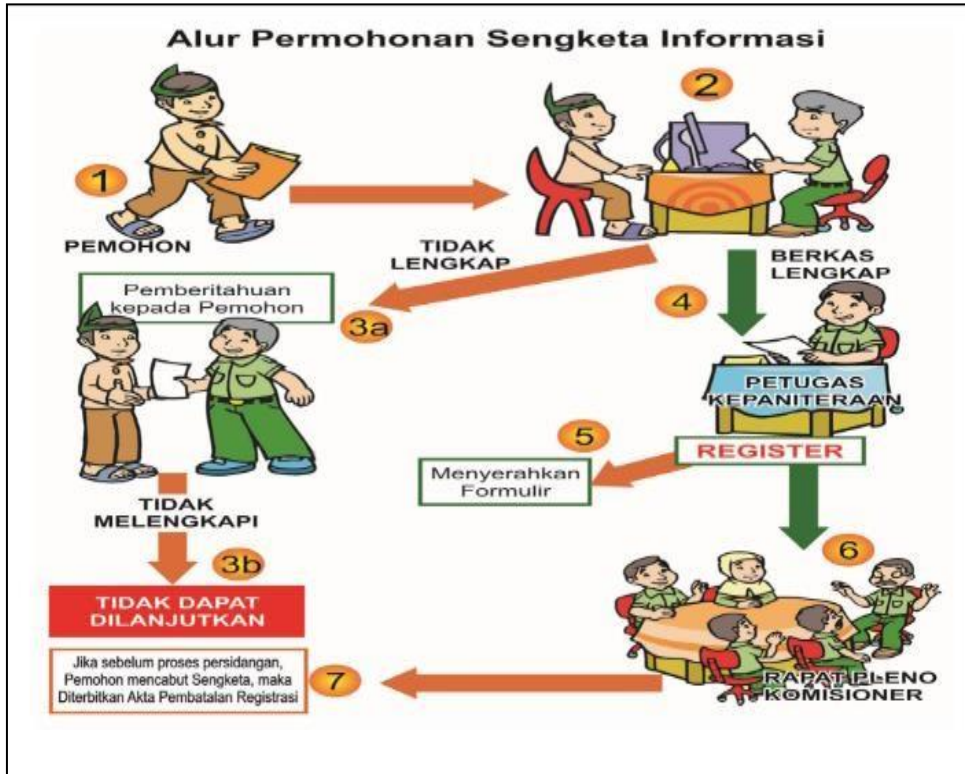 Alur Permohonan Sengketa Informasi
1
PEMOHON
2
TIDAK
LENGKAP
BERKAS
LENGKAP
Pemberitahuan
kepada Pemohon
3a
4
PETUGAS
KEPANITERAAN
REGISTER
5
Menyerahkan
Formulir
TIDAK
MELENGKAPI
3b
6
TIDAK DAPAT
DILANJUTKAN
Jika sebelum proses persidangan,
Pemohon mencabut Sengketa, maka
Diterbitkan Akta Pembatalan Registrasi
7
RAPAT PLENO
KOMISIONER